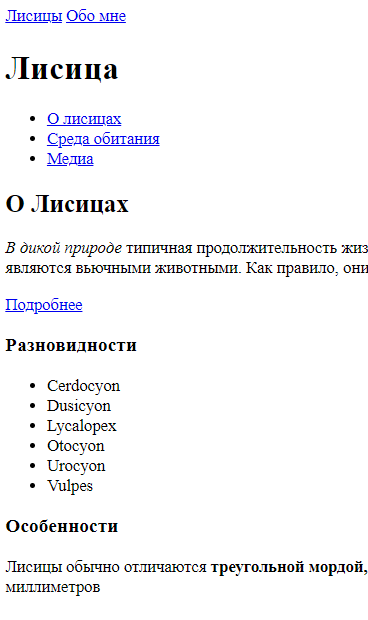 Лисицы Обо мне
Лисица
О лисицах
Среда обитания
Медиа
О Лисицах
В дикой природе типичная продолжительность жиз
являются вьючными животными. Как правило, они
Подробнее
Разновидности
Cerdocyon
Dusicyon
Lycalopex
Otocyon
Urocyon
Vulpes
Особенности
Лисицы обычно отличаются треугольной мордой,
миллиметров